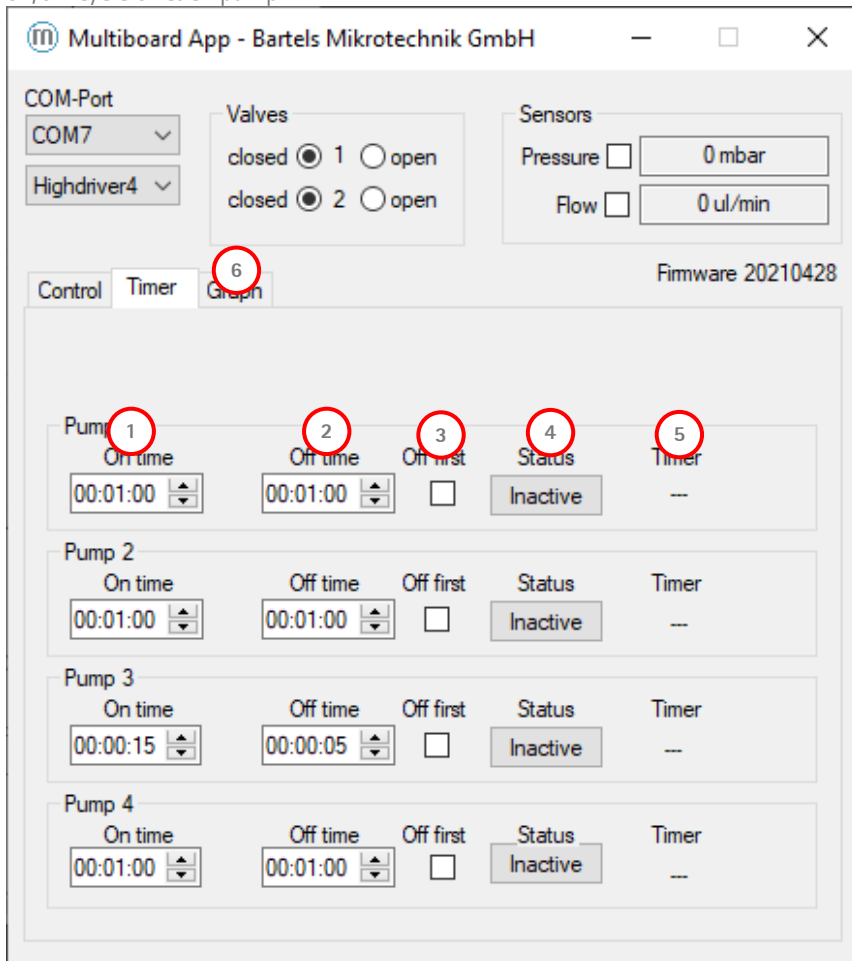 Multiboard App - Bartels Mikrotechnik GmbH
COM-Port
COM7
Highdriver4
Valves
closed 1 open
closed 2 open
Sensors
Pressure 0 mbar
Flow 0 ul/min
Firmware 20210428
Control Timer Graph
6
Pump
1 2 3 4 5
On time Off time Off first Status Timer
00:01:00 00:01:00 Inactive ---
Pump 2
On time Off time Off first Status Timer
00:01:00 00:01:00 Inactive ---
Pump 3
On time Off time Off first Status Timer
00:00:15 00:00:05 Inactive ---
Pump 4
On time Off time Off first Status Timer
00:01:00 00:01:00 Inactive ---